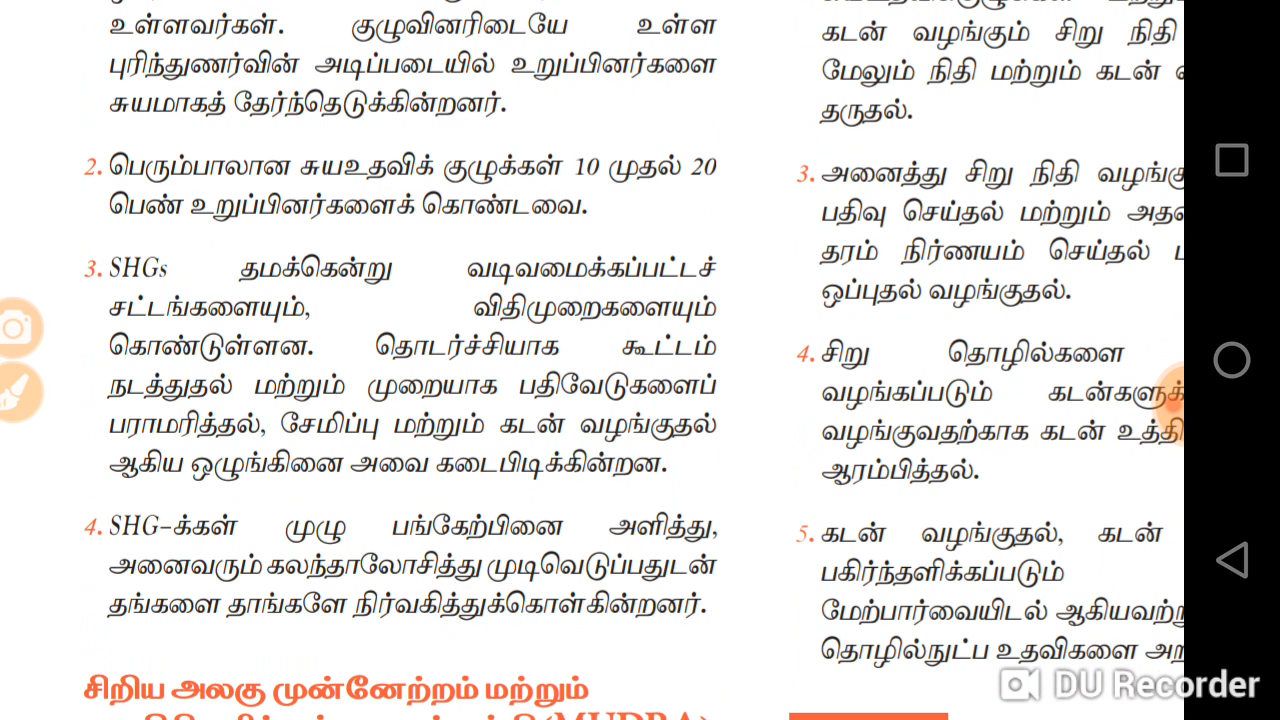 உள்ளவர்கள். குழுவினரிடையே உள்ள
புரிந்துணர்வின் அடிப்படையில் உறுப்பினர்களை
சுயமாகத் தேர்ந்தெடுக்கின்றனர்.
2. பெரும்பாலான சுயஉதவிக் குழுக்கள் 10 முதல் 20
பெண் உறுப்பினர்களைக் கொண்டவை.
3. SHGs தமக்கென்று வடிவமைக்கப்பட்டச்
சட்டங்களையும், விதிமுறைகளையும்
கொண்டுள்ளன. தொடர்ச்சியாக கூட்டம்
நடத்துதல் மற்றும் முறையாக பதிவேடுகளைப்
பராமரித்தல், சேமிப்பு மற்றும் கடன் வழங்குதல்
ஆகிய ஒழுங்கினை அவை கடைபிடிக்கின்றன.
4. SHG-க்கள் முழு பங்கேற்பினை அளித்து,
அனைவரும் கலந்தாலோசித்து முடிவெடுப்பதுடன்
தங்களை தாங்களே நிர்வகித்துக்கொள்கின்றனர்.
சிறிய அலகு முன்னேற்றம் மற்றும்
(MUDRA)
கடன் வழங்கும் சிறு நிதி
மேலும் நிதி மற்றும் கடன்
தருதல்.
3. அனைத்து சிறு நிதி
பதிவு செய்தல் மற்றும்
தரம் நிர்ணயம் செய்தல்
ஒப்புதல் வழங்குதல்.
4. சிறு தொழில்களை
வழங்கப்படும்
வழங்குவதற்காக கடன்
ஆரம்பித்தல்.
5. கடன் வழங்குதல், கடன்
பகிர்ந்தளிக்கப்படும்
மேற்பார்வையிடல்
தொழில்நுட்ப உதவிகளை
DU Recorder